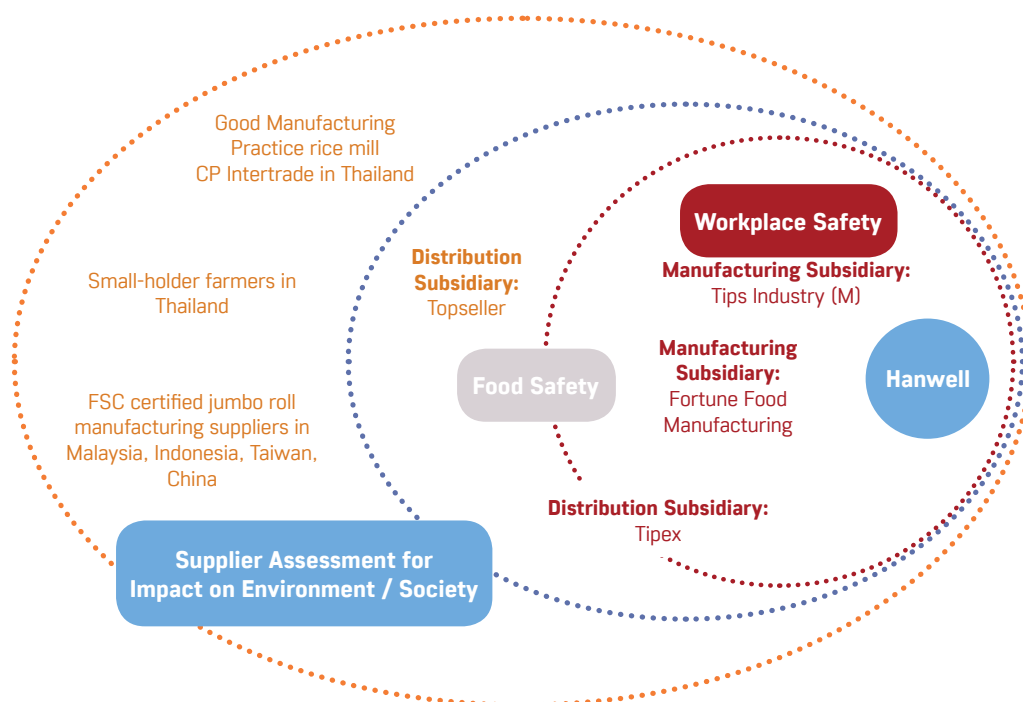 Good Manufacturing
Practice rice mill
CP Intertrade in Thailand
Workplace Safety
Distribution
Subsidiary:
Topseller
Manufacturing Subsidiary:
Tips Industry (M)
Small-holder farmers in
Thailand
Manufacturing
Subsidiary:
Fortune Food
Manufacturing
Hanwell
Food Safety
FSC certified jumbo roll
manufacturing suppliers in
Malaysia, Indonesia, Taiwan,
China
Distribution Subsidiary:
Tipex
Supplier Assessment for
Impact on Environment / Society